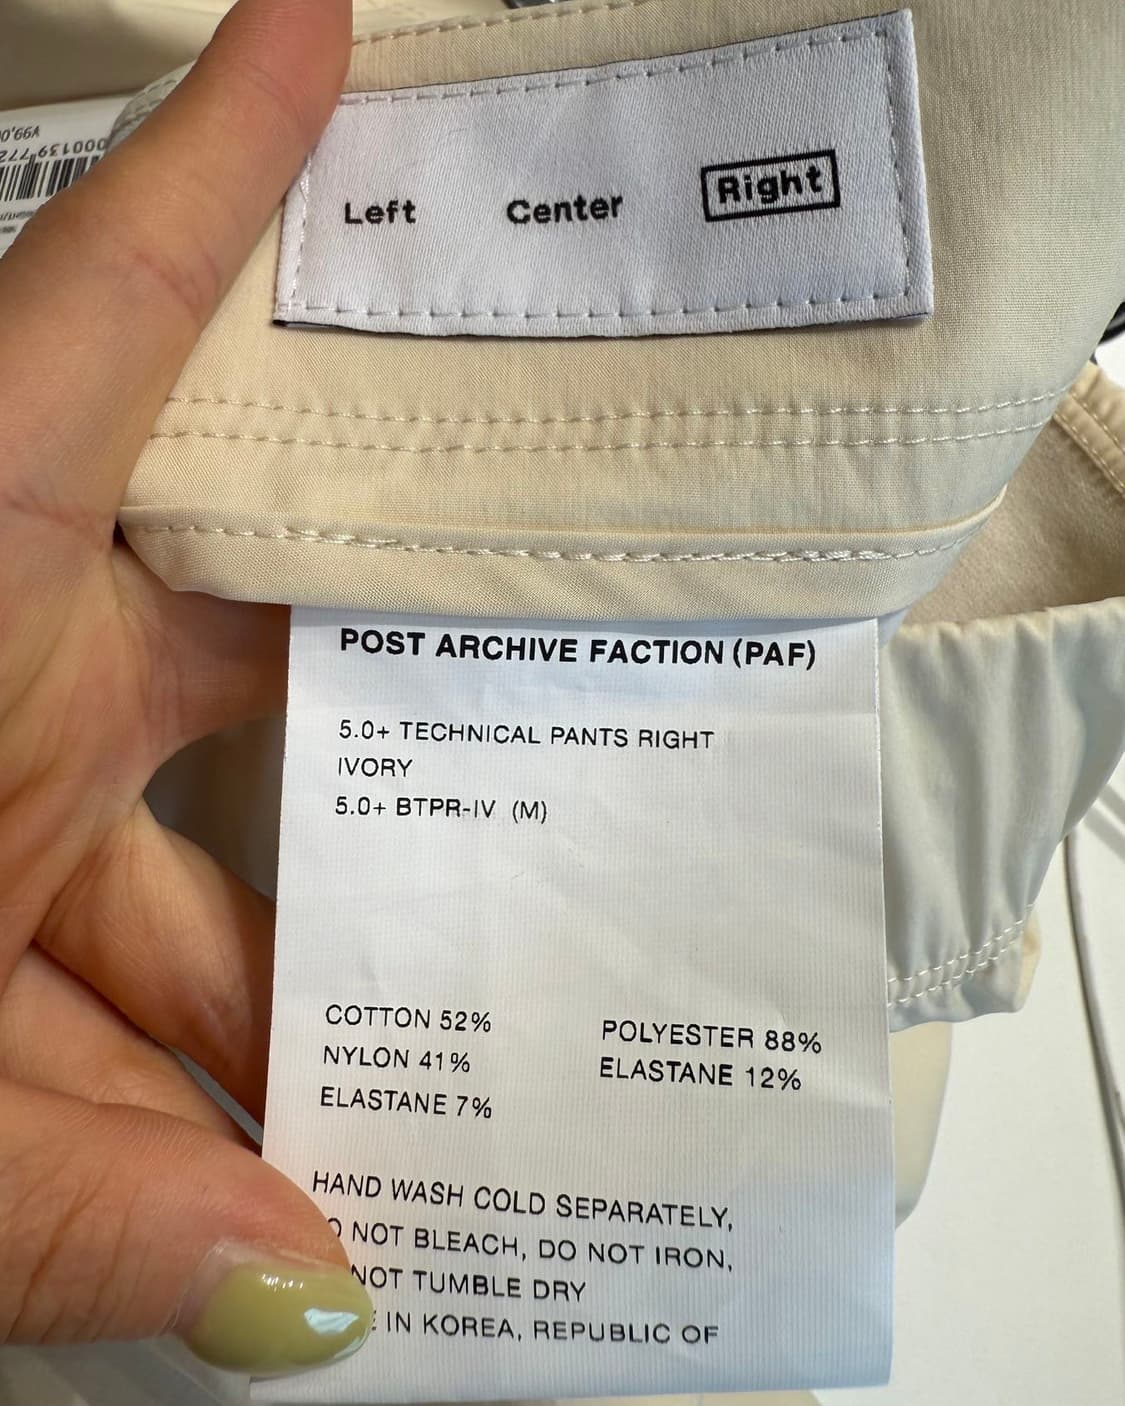 Left Center Right
POST ARCHIVE FACTION (PAF)
5.0+ TECHNICAL PANTS RIGHT
IVORY
5.0+ BTPR-IV (M)
COTTON 52%
NYLON 41%
ELASTANE 7%
POLYESTER 88%
ELASTANE 12%
HAND WASH COLD SEPARATELY,
NOT BLEACH, DO NOT IRON,
NOT TUMBLE DRY
IN KOREA, REPUBLIC OF